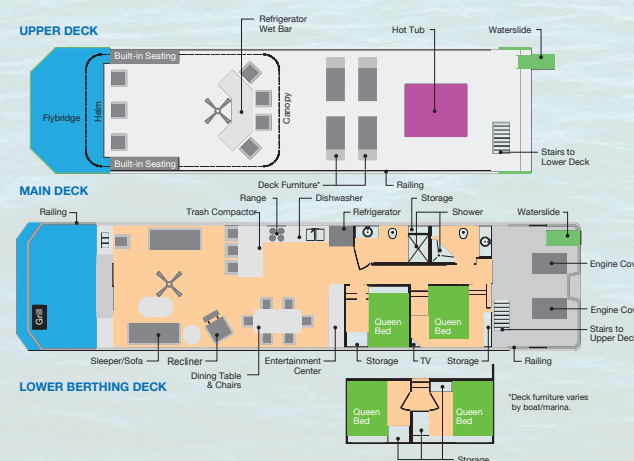 UPPER DECK
Refrigerator
Wet Bar
Hot Tub
Waterslide
Built-in Seating
Flybridge
Helm
Canopy
Built-in Seating
Stairs to
Lower Deck
Deck Furniture*
Railing
MAIN DECK
Railing
Trash Compactor
Range
Dishwasher
Refrigerator
Storage
Shower
Waterslide
Grill
Engine Cov
Queen
Bed
Queen
Bed
Engine Cov
Stairs to
Upper Deck
Sleeper/Sofa
Recliner
Dining Table
& Chairs
Entertainment
Center
Storage
TV
Storage
Railing
LOWER BERTHING DECK
Queen
Bed
Queen
Bed
*Deck furniture varies
by boat/marina.
Storage